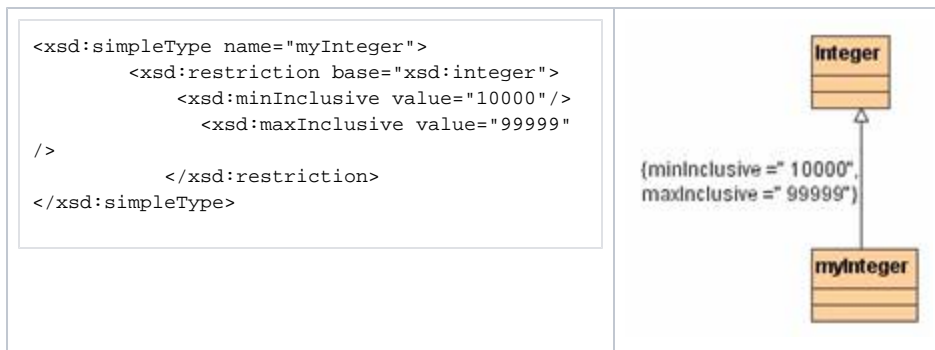 <xsd:simpleType name="myInteger">
<xsd:restriction base="xsd:integer">
<xsd:minInclusive value="10000"/>
<xsd:maxInclusive value="99999"
/>
</xsd:restriction>
</xsd:simpleType>
Integer
{minInclusive =" 10000",
maxInclusive =" 99999"}
myInteger